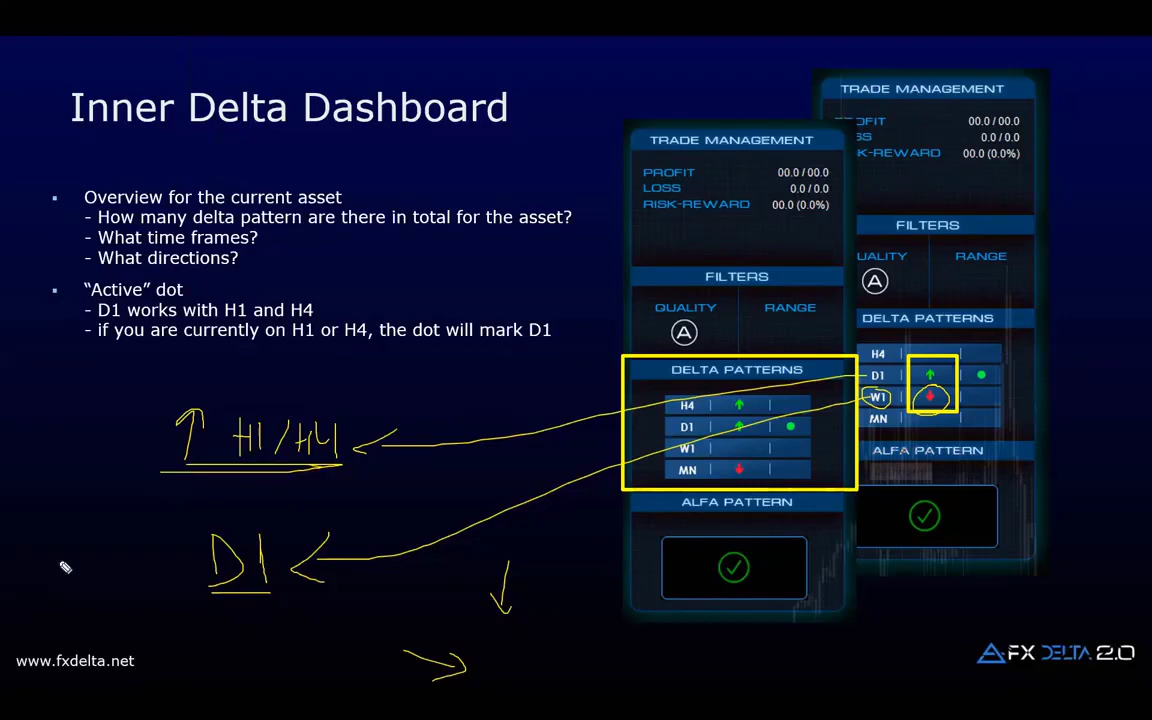 Inner Delta Dashboard
▪ Overview for the current asset
- How many delta pattern are there in total for the asset?
- What time frames?
- What directions?
▪ “Active” dot
- D1 works with H1 and H4
- if you are currently on H1 or H4, the dot will mark D1
H1/H4
D1
www.fxdelta.net
TRADE MANAGEMENT
PROFIT 00.0 / 00.0
LOSS 0.0 / 0.0
RISK-REWARD 00.0 (0.0%)
FILTERS
QUALITY RANGE
A
DELTA PATTERNS
H4
D1
W1
MN
ALFA PATTERN
TRADE MANAGEMENT
OFIT 00.0 / 00.0
SS 0.0 / 0.0
K-REWARD 00.0 (0.0%)
FILTERS
UALITY RANGE
A
DELTA PATTERNS
H4
D1
W1
MN
ALFA PATTERN
FX DELTA 2.0